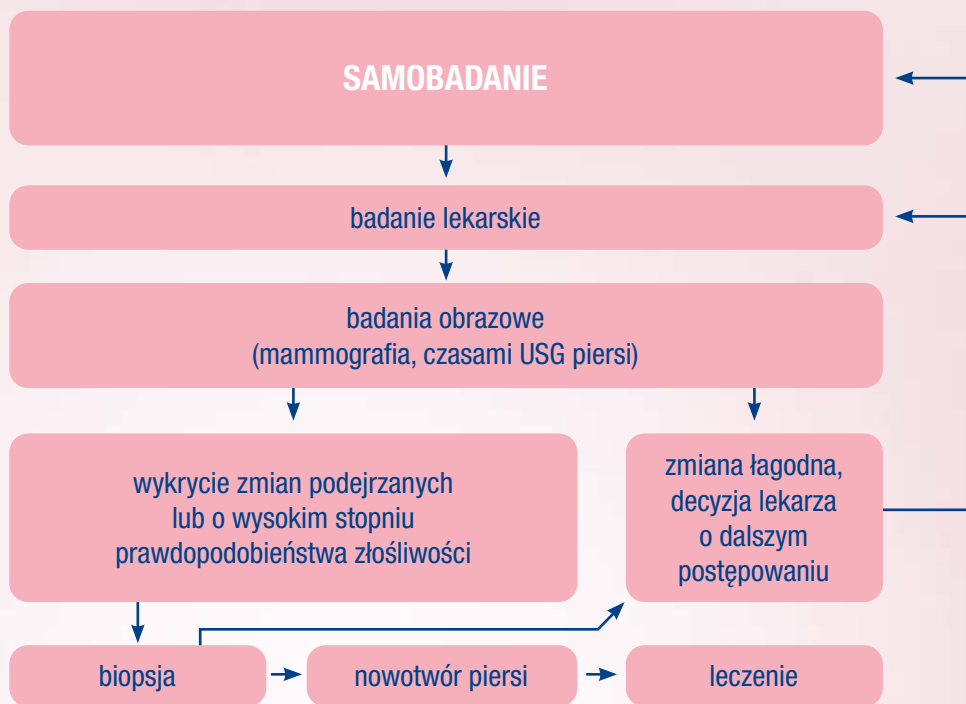 SAMOBADANIE
badanie lekarskie
badania obrazowe
(mammografia, czasami USG piersi)
wykrycie zmian podejrzanych
lub o wysokim stopniu
prawdopodobieństwa złośliwości
zmiana łagodna,
decyzja lekarza
o dalszym
postępowaniu
biopsja
nowotwór piersi
leczenie